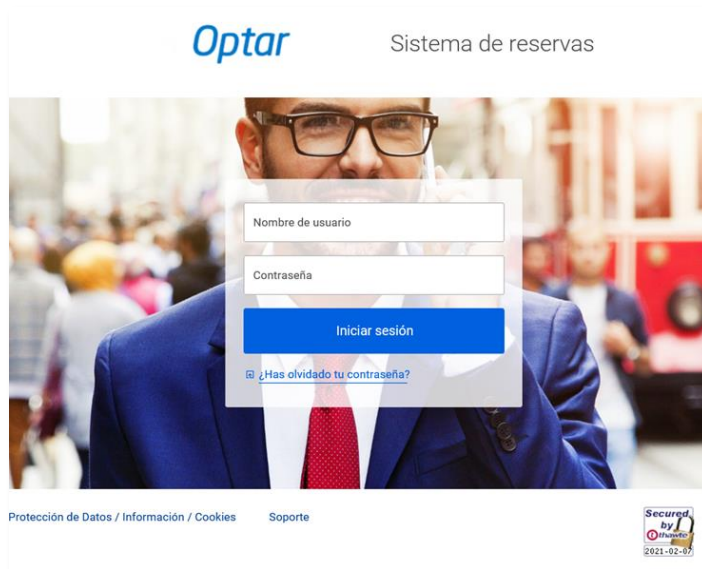 Optar
Sistema de reservas
Nombre de usuario
Contraseña
Iniciar sesión
¿Has olvidado tu contraseña?
Protección de Datos / Información / Cookies
Soporte
Secured
by
thawte
2021-02-07